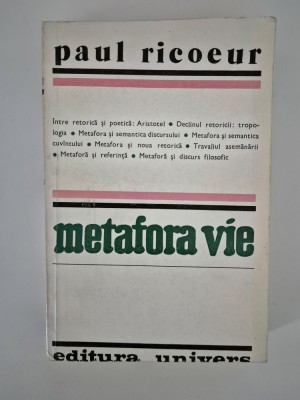 paul ricoeur
Între retorică și poetică: Aristotel • Declinul retoricii: tropo-
logia • Metafora și semantica discursului • Metafora și semantica
cuvîntului • Metafora și noua retorică • Travaliul asemănării
• Metaforă și referință • Metaforă și discurs filosofic
metafora vie
editura univers